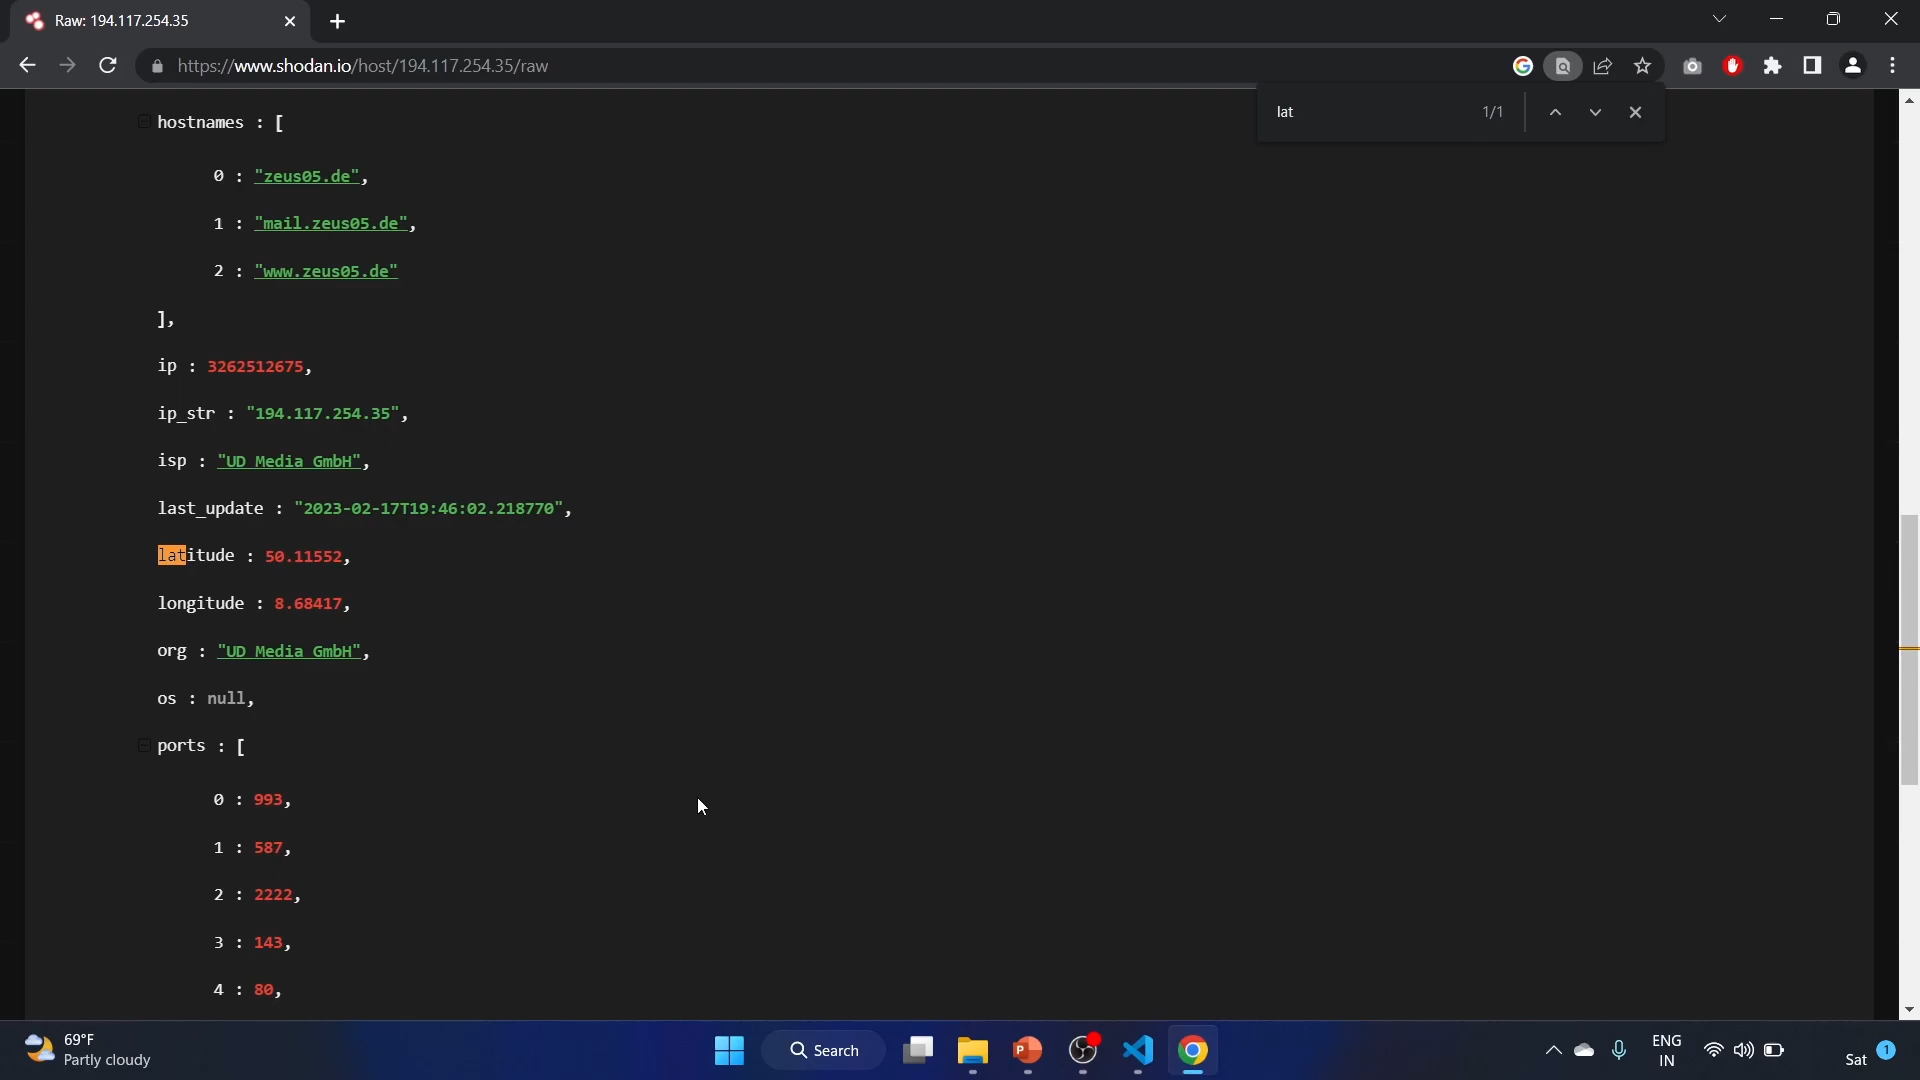 Raw: 194.117.254.35
https://www.shodan.io/host/194.117.254.35/raw
lat 1/1
hostnames : [
0 : "zeus05.de",
1 : "mail.zeus05.de",
2 : "www.zeus05.de"
],
ip : 3262512675,
ip_str : "194.117.254.35",
isp : "UD Media GmbH",
last_update : "2023-02-17T19:46:02.218770",
latitude : 50.11552,
longitude : 8.68417,
org : "UD Media GmbH",
os : null,
ports : [
0 : 993,
1 : 587,
2 : 2222,
3 : 143,
4 : 80,
69°F
Partly cloudy
Search
ENG
IN
Sat 1